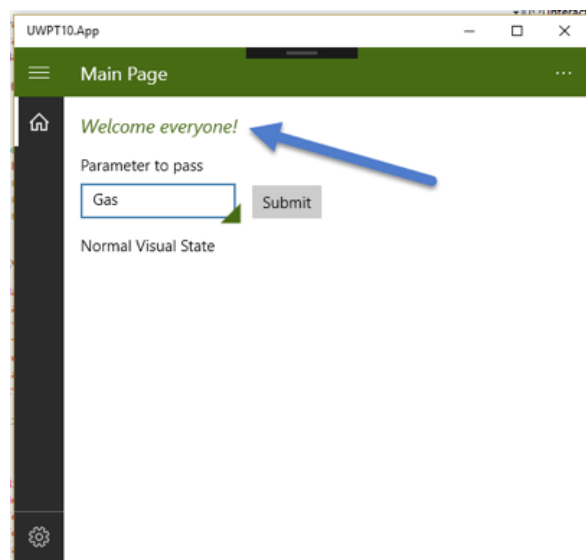 UWPT10.App
Main Page
Welcome everyone!
Parameter to pass
Gas
Submit
Normal Visual State